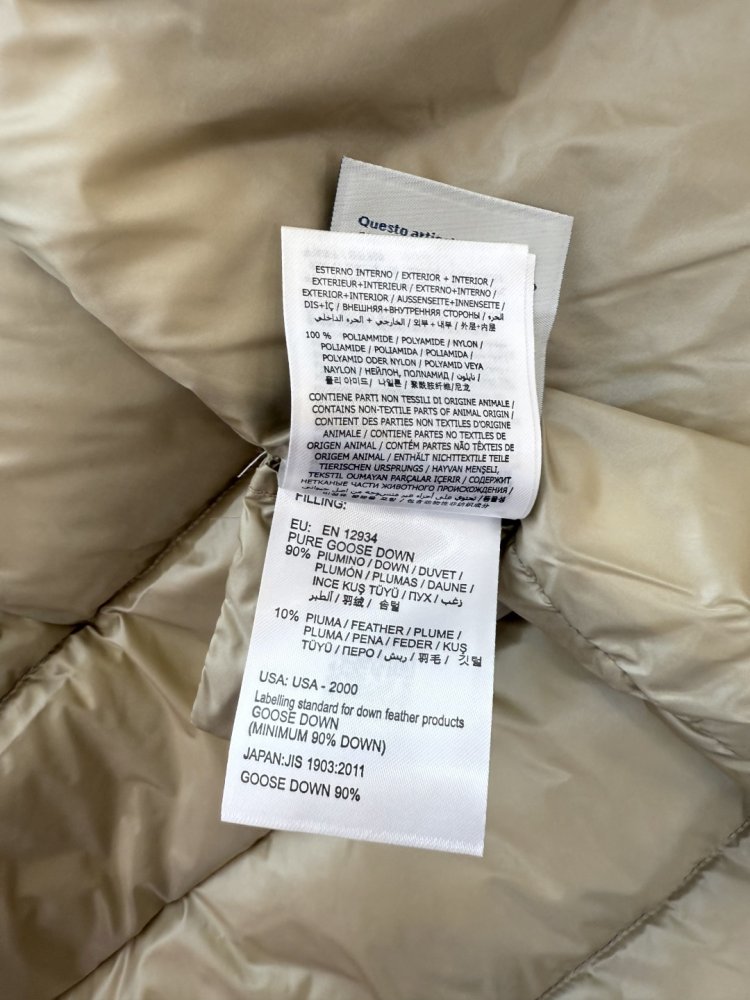 Questo
ESTERNO INTERNO / EXTERIOR + INTERIOR /
EXTERIEUR+INTERIEUR / EXTERNO+INTERNO /
EXTERIOR+INTERIOR / AUSSENSEITE+INNENSEITE /
DIS+İÇ / ВНЕШНЯЯ+ВНУТРЕННЯЯ СТОРОНЫ / الجزء
الخارجي + الجزء الداخلي / 외부 + 내부 / 外层+内层
100 % POLIAMMIDE / POLYAMIDE / NYLON /
POLIAMIDE / POLIAMIDA / POLIAMIDA /
POLYAMID ODER NYLON / POLYAMID VEYA
NAYLON / НЕЙЛОН, ПОЛИАМИД / نايلون /
폴리 아미드 / 나일론 / 聚酰胺纤维/尼龙
CONTIENE PARTI NON TESSILI DI ORIGINE ANIMALE /
CONTAINS NON-TEXTILE PARTS OF ANIMAL ORIGIN /
CONTIENT DES PARTIES NON TEXTILES D'ORIGINE
ANIMALE / CONTIENE PARTES NO TEXTILES DE
ORIGEN ANIMAL / CONTÉM PARTES NÃO TÊXTEIS DE
ORIGEM ANIMAL / ENTHÄLT NICHTTEXTILE TEILE
TIERISCHEN URSPRUNGS / HAYVAN MENŞELİ,
TEKSTIL OUMAYAN PARÇALAR IÇERIR / СОДЕРЖИТ
НЕТКАНЫЕ ЧАСТИ ЖИВОТНОГО ПРОИСХОЖДЕНИЯ /
FILLING:
EU: EN 12934
PURE GOOSE DOWN
90% PIUMINO / DOWN / DUVET /
PLUMÓN / PLUMAS / DAUNE /
INCE KUŞ TÜYÜ / ПУХ / زغب
الطير / 羽绒 / 솜털
10% PIUMA / FEATHER / PLUME /
PLUMA / PENA / FEDER / KUŞ
TÜYÜ / ПЕРО / ريش / 羽毛 / 깃털
USA: USA - 2000
Labelling standard for down feather products
GOOSE DOWN
(MINIMUM 90% DOWN)
JAPAN:JIS 1903:2011
GOOSE DOWN 90%